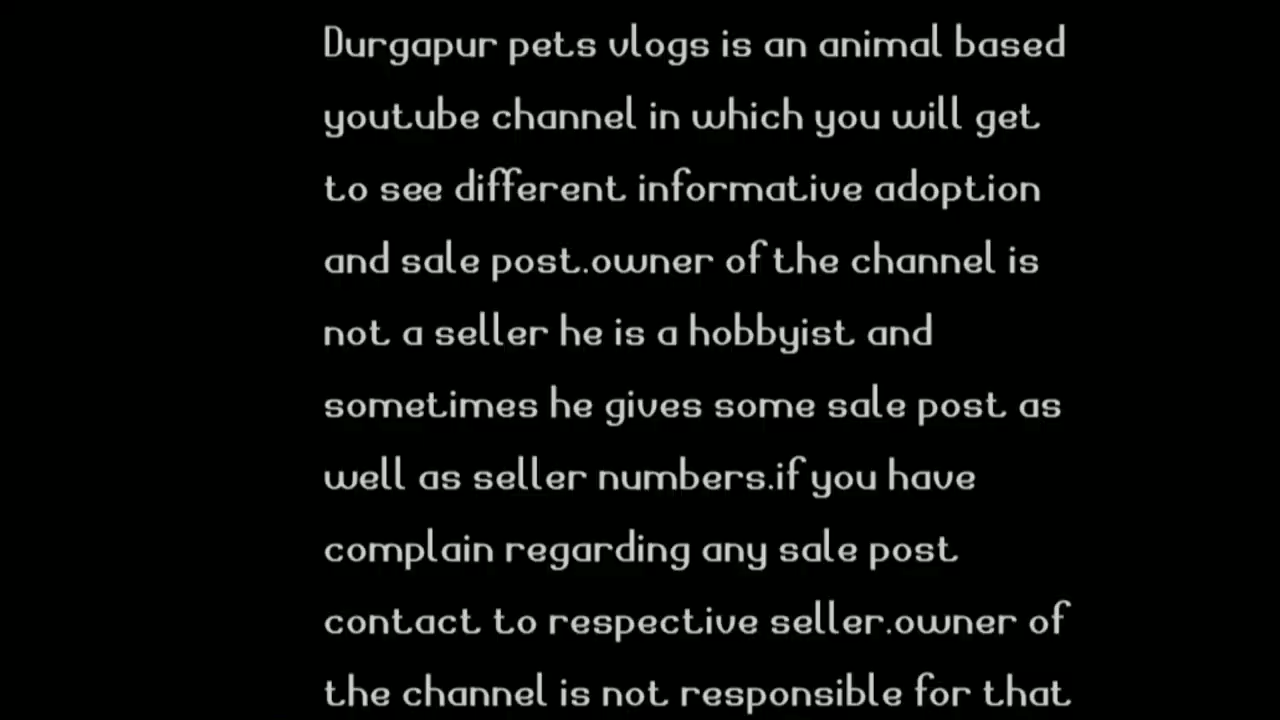 Durgapur pets vlogs is an animal based
youtube channel in which you will get
to see different informative adoption
and sale post.owner of the channel is
not a seller he is a hobbyist and
sometimes he gives some sale post as
well as seller numbers.if you have
complain regarding any sale post
contact to respective seller.owner of
the channel is not responsible for that